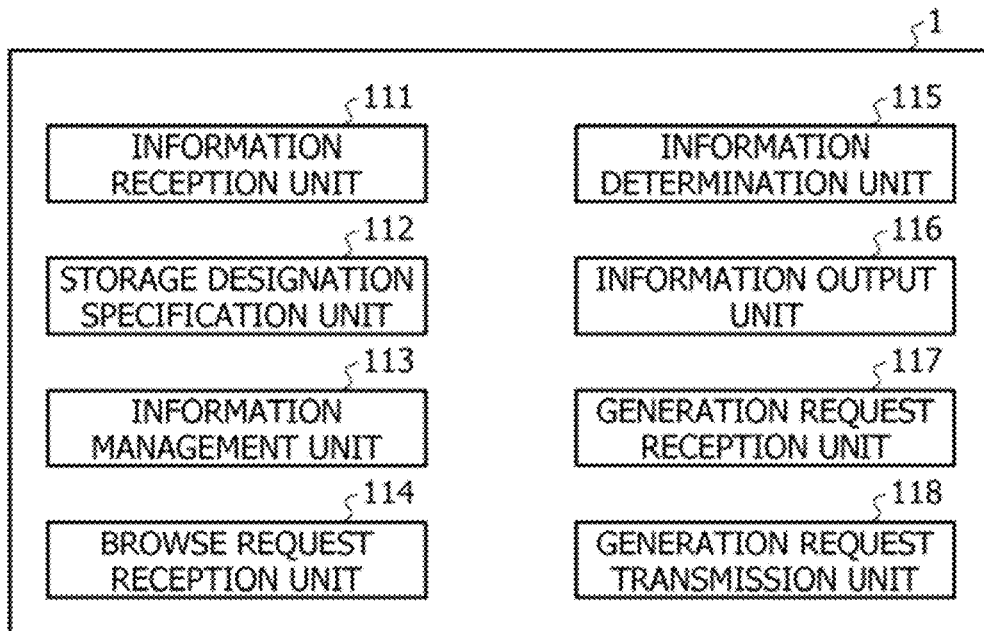 1
111
INFORMATION
RECEPTION UNIT
112
STORAGE DESIGNATION
SPECIFICATION UNIT
113
INFORMATION
MANAGEMENT UNIT
114
BROWSE REQUEST
RECEPTION UNIT
115
INFORMATION
DETERMINATION UNIT
116
INFORMATION OUTPUT
UNIT
117
GENERATION REQUEST
RECEPTION UNIT
118
GENERATION REQUEST
TRANSMISSION UNIT